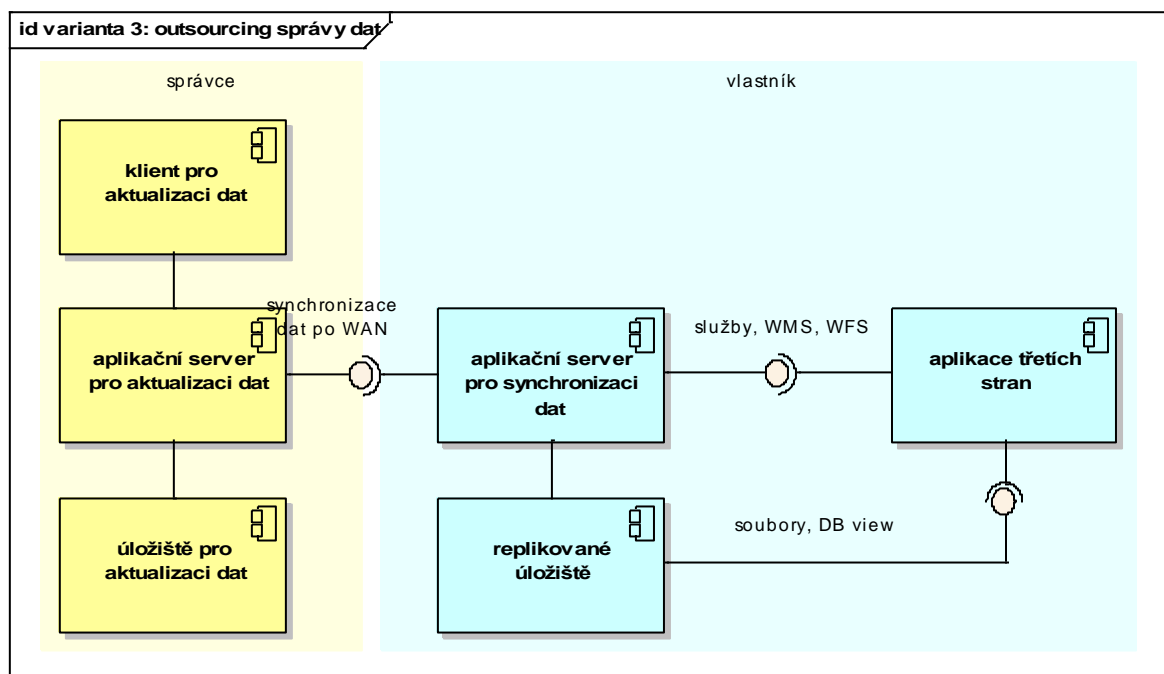 id varianta 3: outsourcing správy dat
správce
vlastník
klient pro
aktualizaci dat
synchronizace
dat po WAN
služby, WMS, WFS
aplikační server
pro aktualizaci dat
aplikační server
pro synchronizaci
dat
aplikace třetích
stran
úložiště pro
aktualizaci dat
replikované
úložiště
soubory, DB view